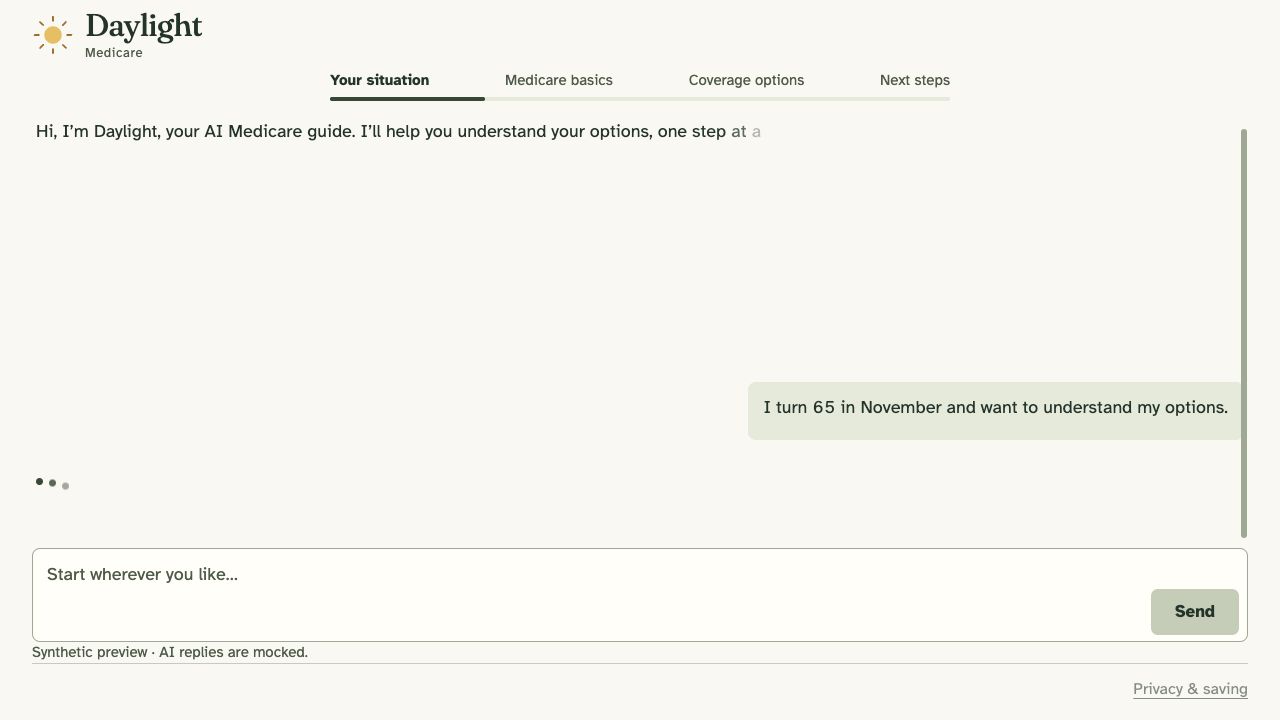 Daylight
Medicare
Your situation
Medicare basics
Coverage options
Next steps
Hi, I’m Daylight, your AI Medicare guide. I’ll help you understand your options, one step at a
I turn 65 in November and want to understand my options.
Start wherever you like...
Send
Synthetic preview · AI replies are mocked.
Privacy & saving